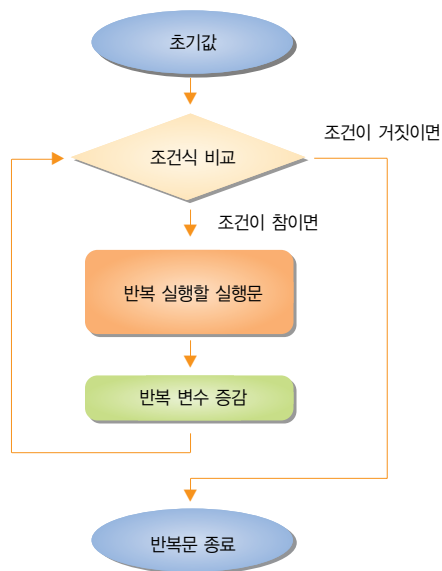 초기값
조건이 거짓이면
조건식 비교
조건이 참이면
반복 실행할 실행문
반복 변수 증감
반복문 종료